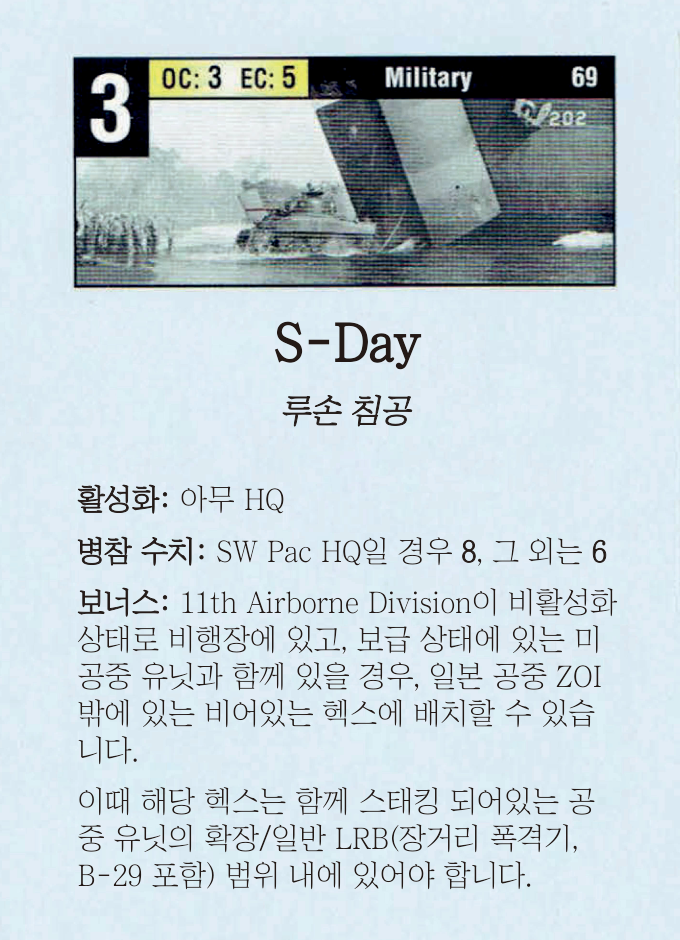 3
OC: 3 EC: 5
Military
69
202
S-Day
루손 침공
활성화: 아무 HQ
병참 수치: SW Pac HQ일 경우 8, 그 외는 6
보너스: 11th Airborne Division이 비활성화
상태로 비행장에 있고, 보급 상태에 있는 미
공중 유닛과 함께 있을 경우, 일본 공중 ZOI
밖에 있는 비어있는 헥스에 배치할 수 있습
니다.
이때 해당 헥스는 함께 스태킹 되어있는 공
중 유닛의 확장/일반 LRB(장거리 폭격기,
B-29 포함) 범위 내에 있어야 합니다.